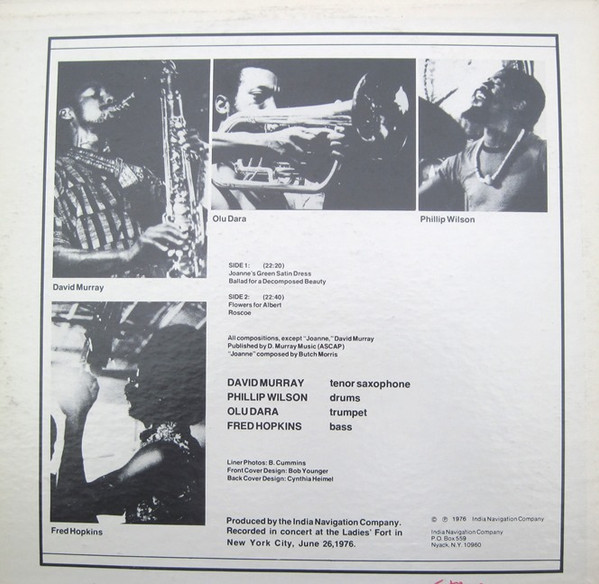 David Murray
Olu Dara
Phillip Wilson
SIDE 1: (22:20)
Joanne's Green Satin Dress
Ballad for a Decomposed Beauty
SIDE 2: (22:40)
Flowers for Albert
Roscoe
All compositions, except "Joanne," David Murray
Published by D. Murray Music (ASCAP)
"Joanne" composed by Butch Morris
DAVID MURRAY tenor saxophone
PHILLIP WILSON drums
OLU DARA trumpet
FRED HOPKINS bass
Liner Photos: B. Cummins
Front Cover Design: Bob Younger
Back Cover Design: Cynthia Heimel
Fred Hopkins
Produced by the India Navigation Company.
Recorded in concert at the Ladies' Fort in
New York City, June 26, 1976.
© ℗ 1976 India Navigation Company
India Navigation Company
P.O. Box 559
Nyack, N.Y. 10960